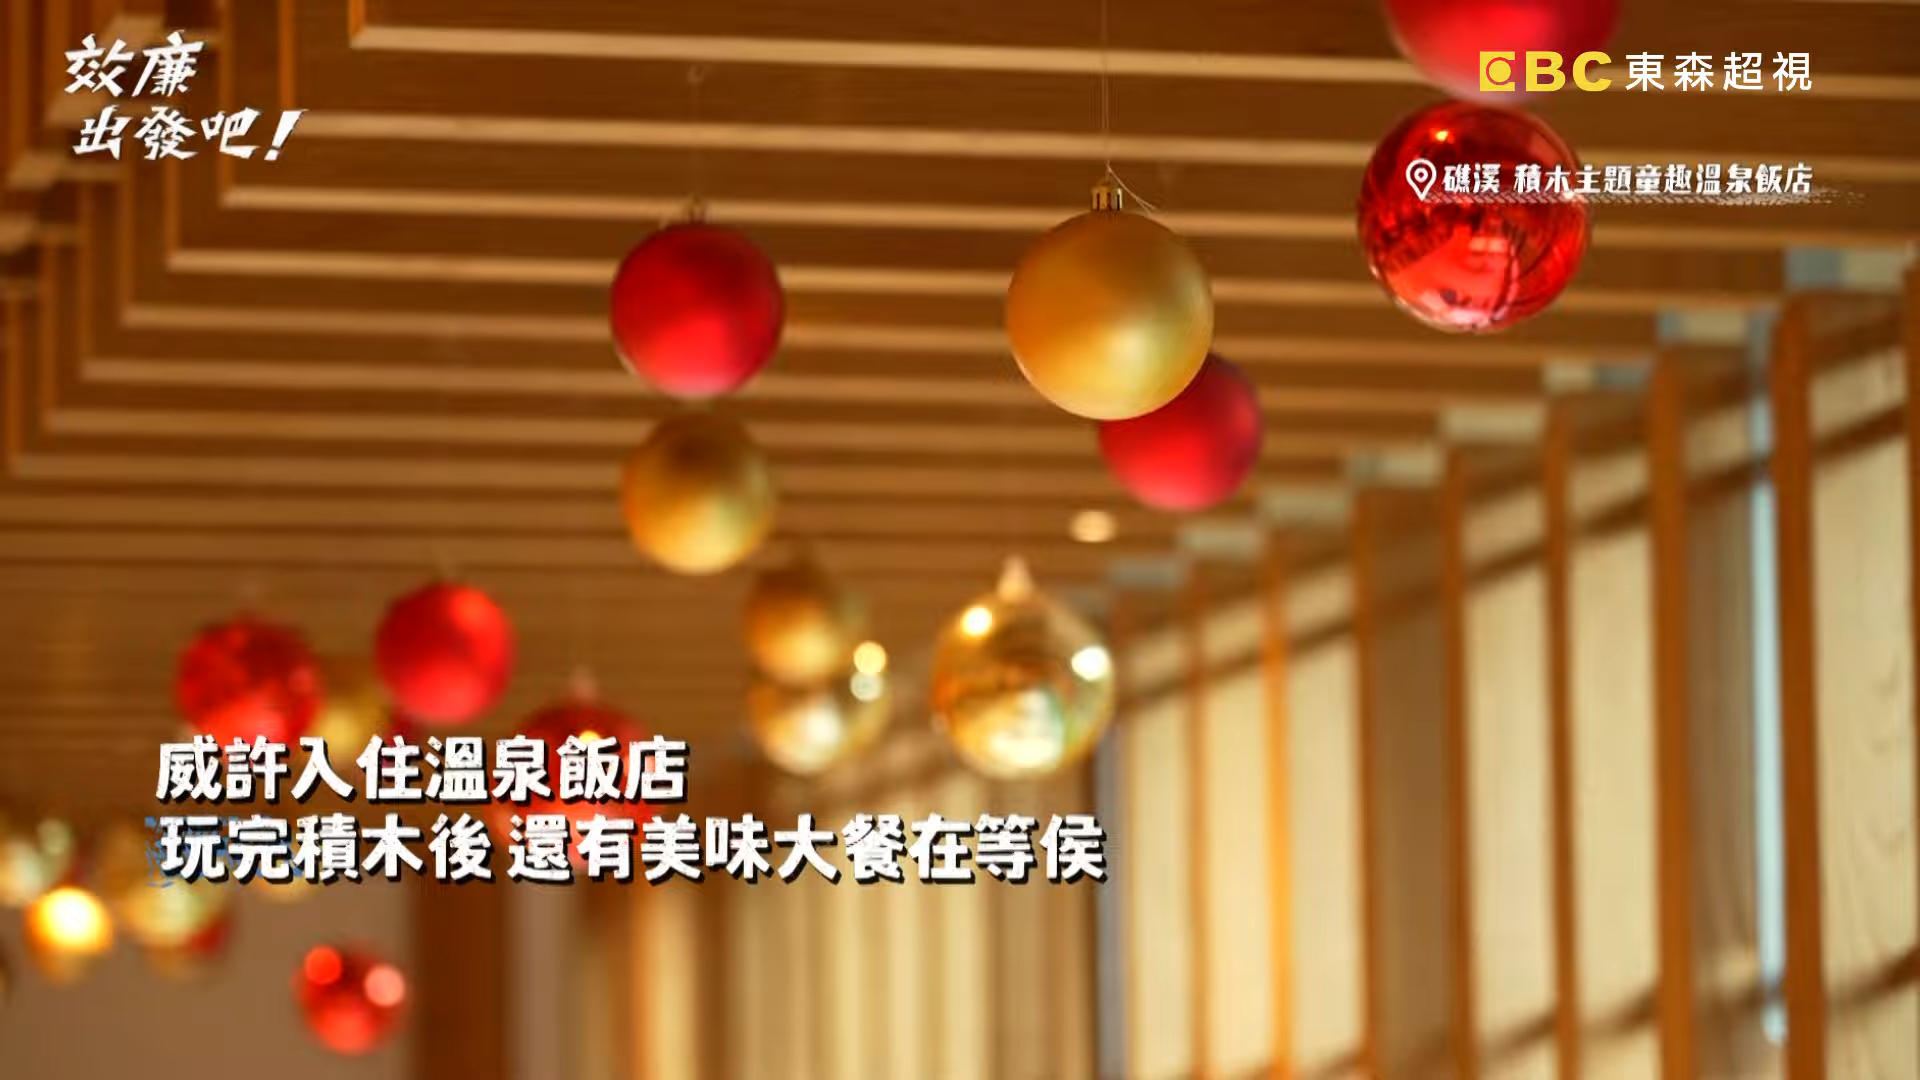 效廉
出發吧!
EBC 東森超視
礁溪 積木主題童趣溫泉飯店
威許入住溫泉飯店
玩完積木後 還有美味大餐在等侯